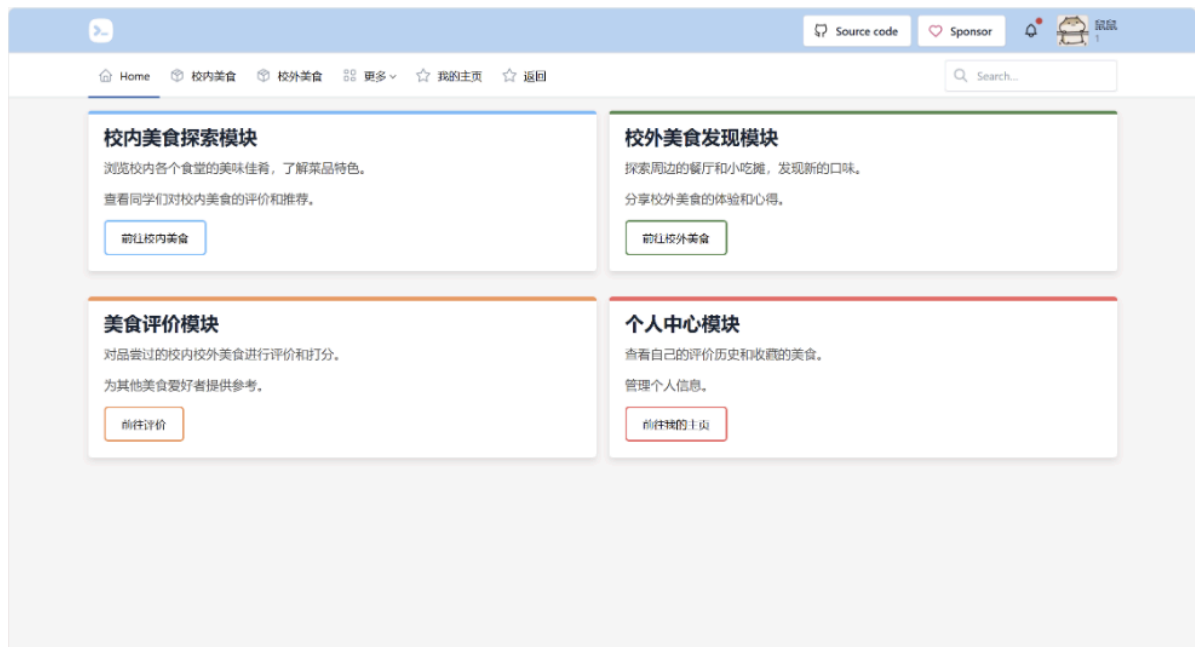 Source code
Sponsor
鼠鼠
1
Home
校内美食
校外美食
更多
我的主页
返回
Search...
校内美食探索模块
浏览校内各个食堂的美味佳肴，了解菜品特色。
查看同学们对校内美食的评价和推荐。
前往校内美食
校外美食发现模块
探索周边的餐厅和小吃摊，发现新的口味。
分享校外美食的体验和心得。
前往校外美食
美食评价模块
对品尝过的校内校外美食进行评价和打分。
为其他美食爱好者提供参考。
前往评价
个人中心模块
查看自己的评价历史和收藏的美食。
管理个人信息。
前往我的主页